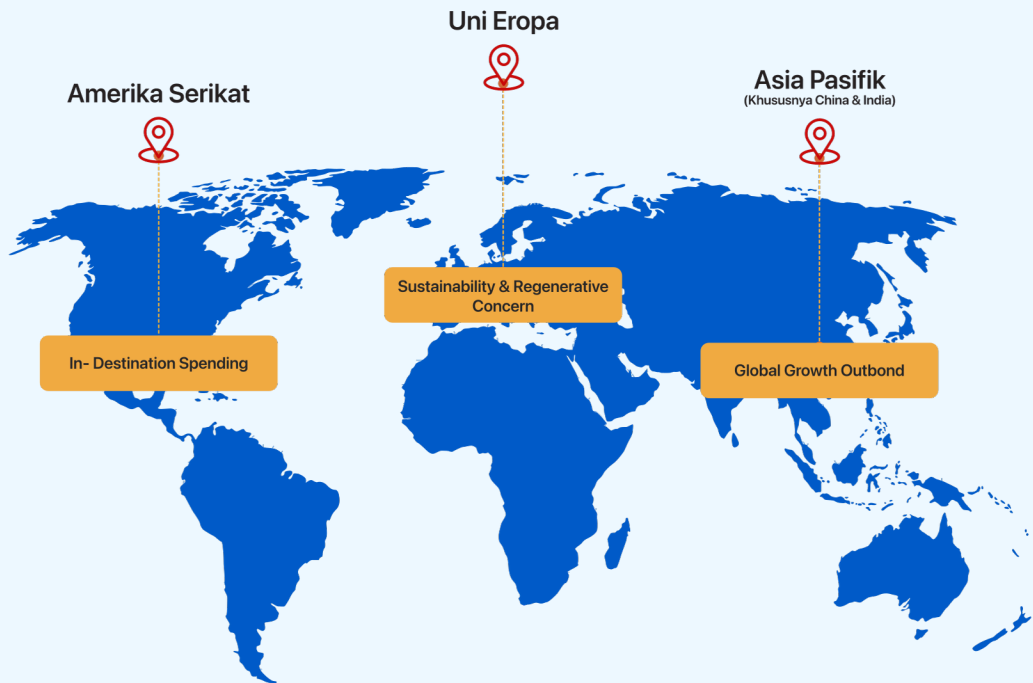 Uni Eropa
Amerika Serikat
Asia Pasifik
(Khususnya China & India)
Sustainability & Regenerative
Concern
In- Destination Spending
Global Growth Outbond